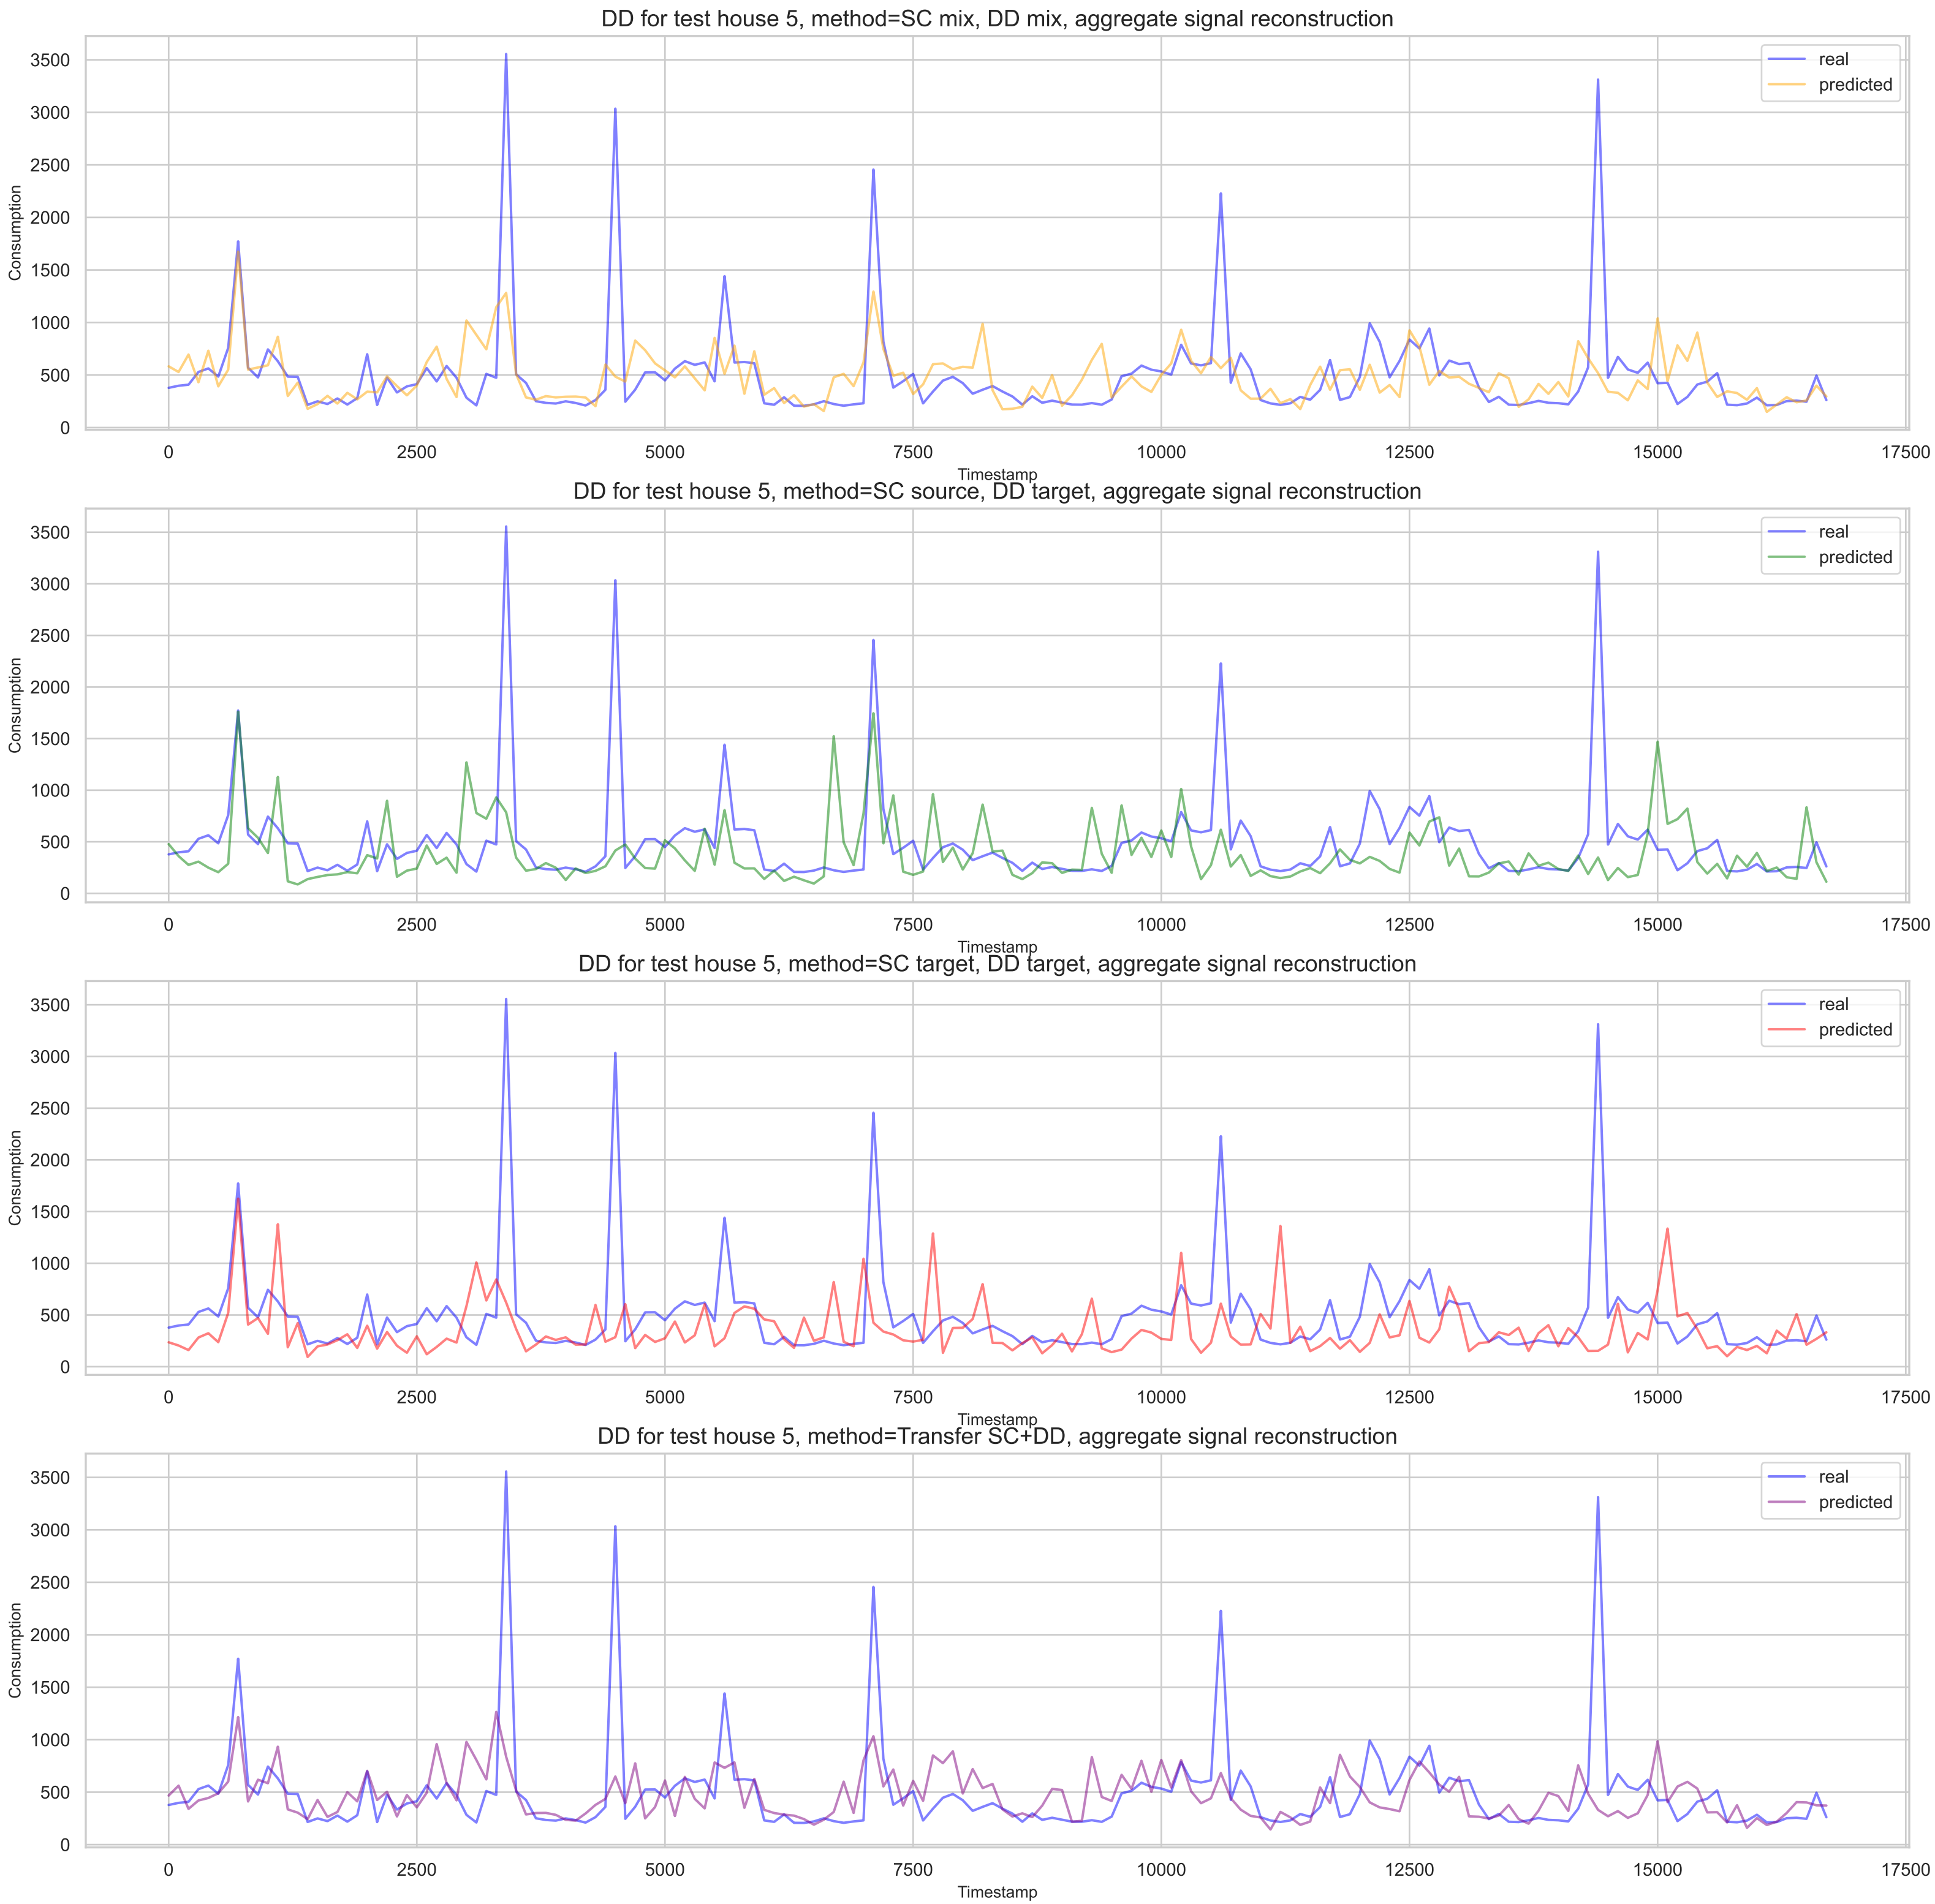 DD for test house 5, method=SC mix, DD mix, aggregate signal reconstruction
real
predicted
3500
3000
2500
2000
1500
1000
500
0
Consumption
0 2500 5000 7500 10000 12500 15000 17500
Timestamp
DD for test house 5, method=SC source, DD target, aggregate signal reconstruction
real
predicted
3500
3000
2500
2000
1500
1000
500
0
Consumption
0 2500 5000 7500 10000 12500 15000 17500
Timestamp
DD for test house 5, method=SC target, DD target, aggregate signal reconstruction
real
predicted
3500
3000
2500
2000
1500
1000
500
0
Consumption
0 2500 5000 7500 10000 12500 15000 17500
Timestamp
DD for test house 5, method=Transfer SC+DD, aggregate signal reconstruction
real
predicted
3500
3000
2500
2000
1500
1000
500
0
Consumption
0 2500 5000 7500 10000 12500 15000 17500
Timestamp